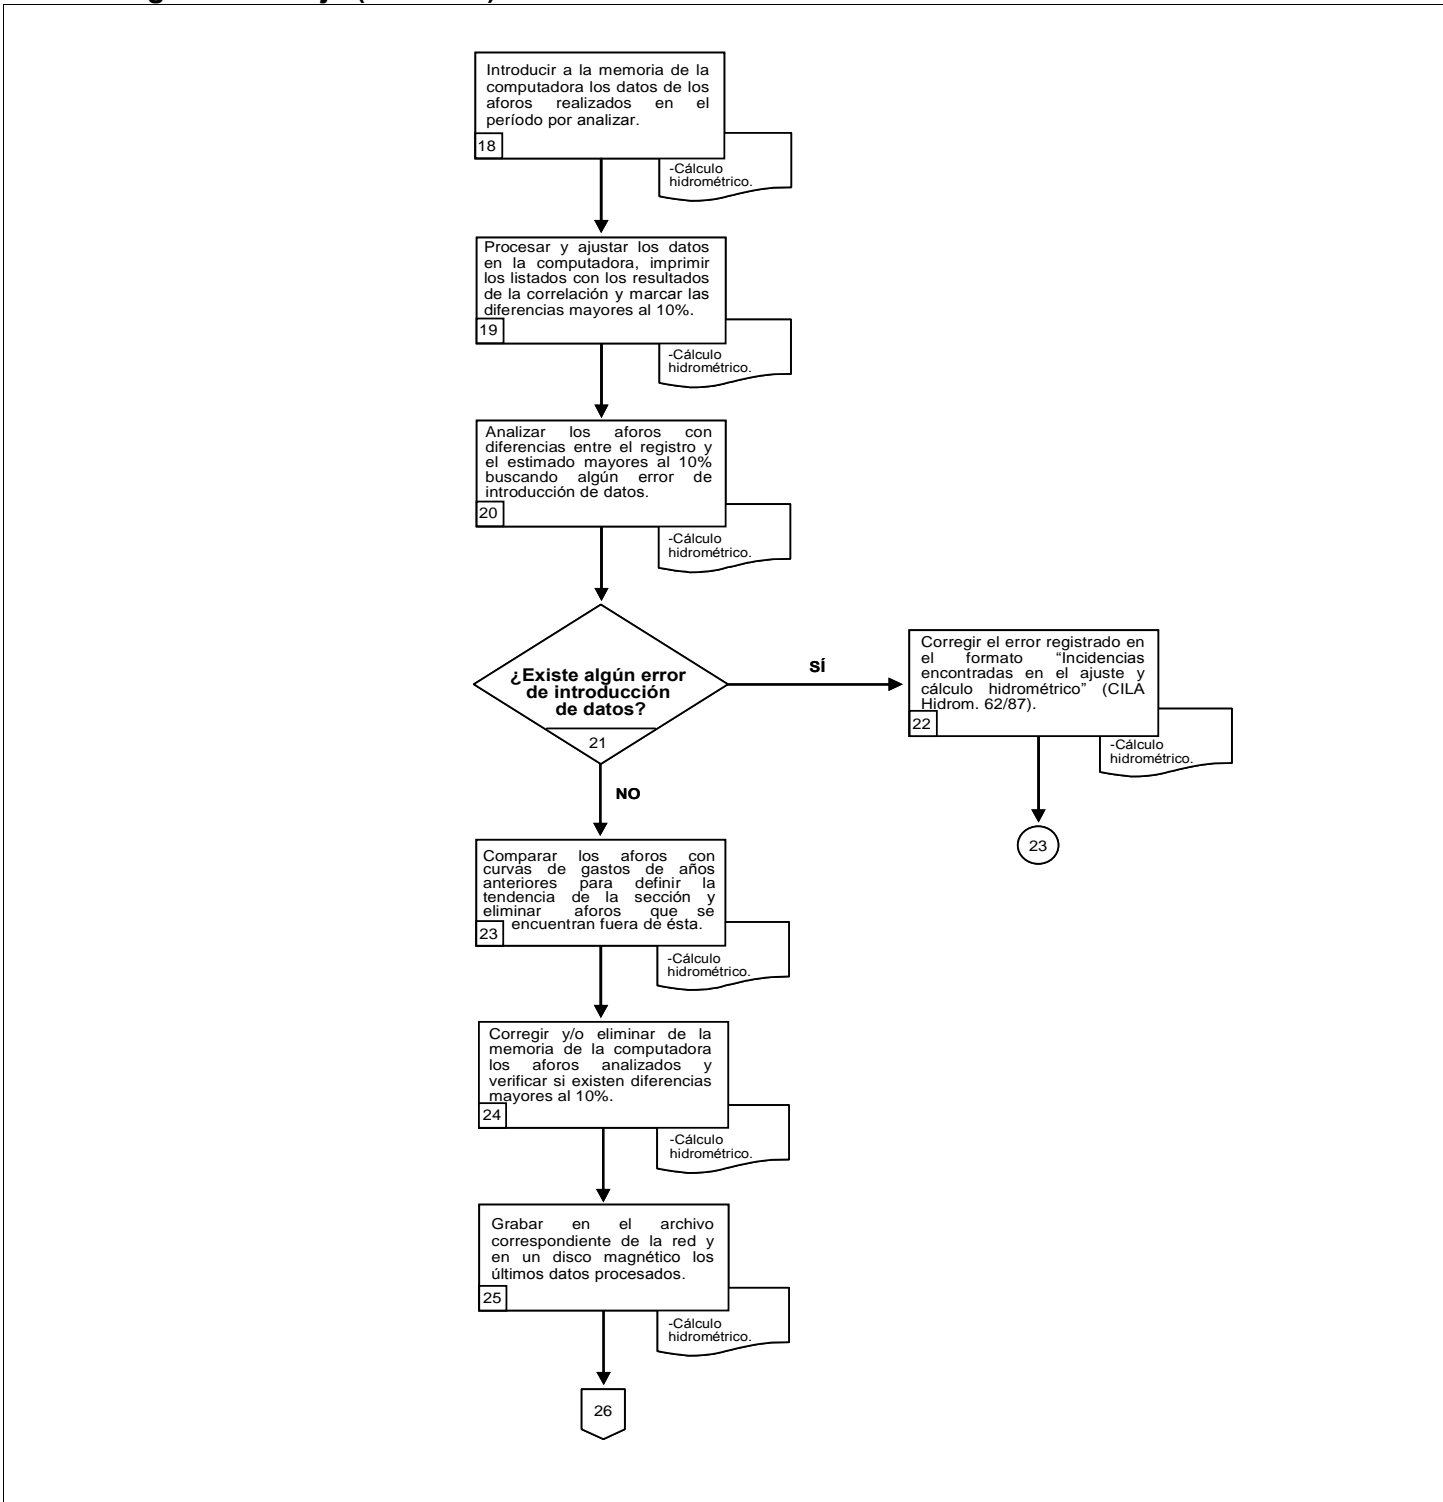 Introducir a la memoria de la
computadora los datos de los
aforos realizados en el
período por analizar.
18
-Cálculo
hidrométrico.
Procesar y ajustar los datos
en la computadora, imprimir
los listados con los resultados
de la correlación y marcar las
diferencias mayores al 10%.
19
-Cálculo
hidrométrico.
Analizar los aforos con
diferencias entre el registro y
el estimado mayores al 10%
buscando algún error de
introducción de datos.
20
-Cálculo
hidrométrico.
¿Existe algún error
de introducción
de datos?
21
SÍ
Corregir el error registrado en
el formato “Incidencias
encontradas en el ajuste y
cálculo hidrométrico” (CILA
Hidrom. 62/87).
22
-Cálculo
hidrométrico.
23
NO
Comparar los aforos con
curvas de gastos de años
anteriores para definir la
tendencia de la sección y
eliminar aforos que se
encuentran fuera de ésta.
23
-Cálculo
hidrométrico.
Corregir y/o eliminar de la
memoria de la computadora
los aforos analizados y
verificar si existen diferencias
mayores al 10%.
24
-Cálculo
hidrométrico.
Grabar en el archivo
correspondiente de la red y
en un disco magnético los
últimos datos procesados.
25
-Cálculo
hidrométrico.
26